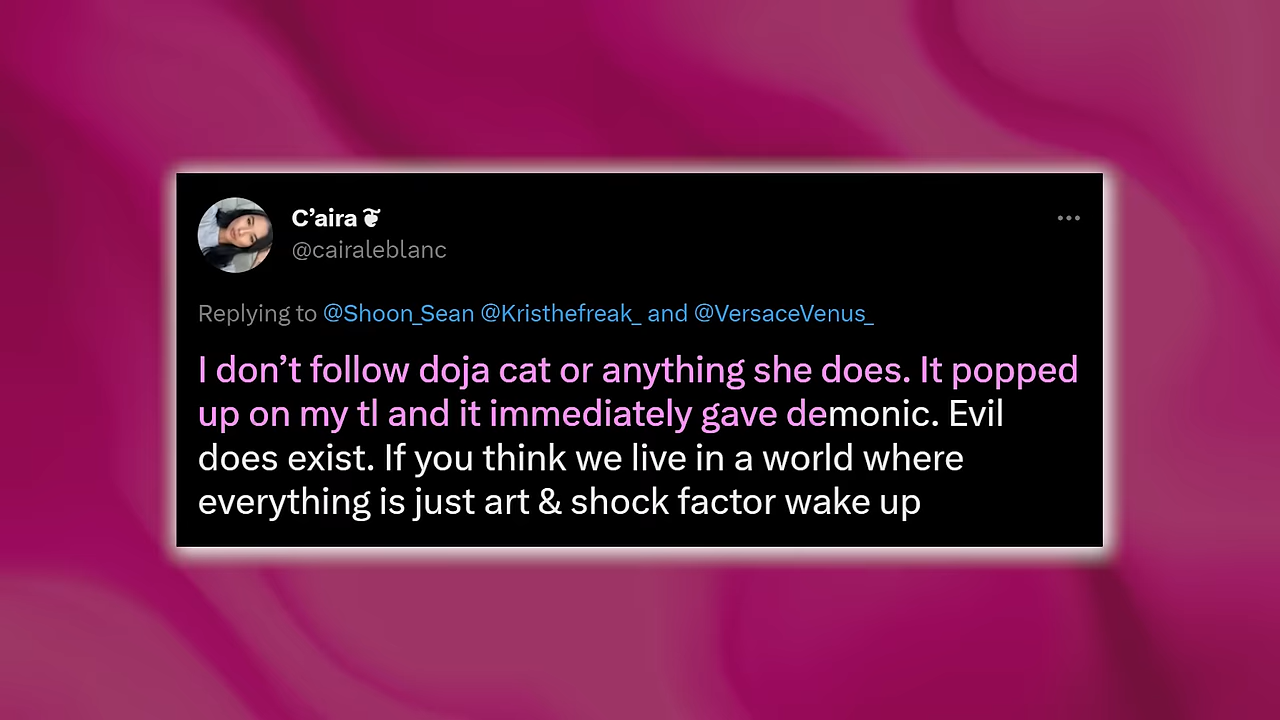 C’aira ❦
@cairaleblanc
Replying to @Shoon_Sean @Kristhefreak_ and @VersaceVenus_
I don’t follow doja cat or anything she does. It popped
up on my tl and it immediately gave demonic. Evil
does exist. If you think we live in a world where
everything is just art & shock factor wake up